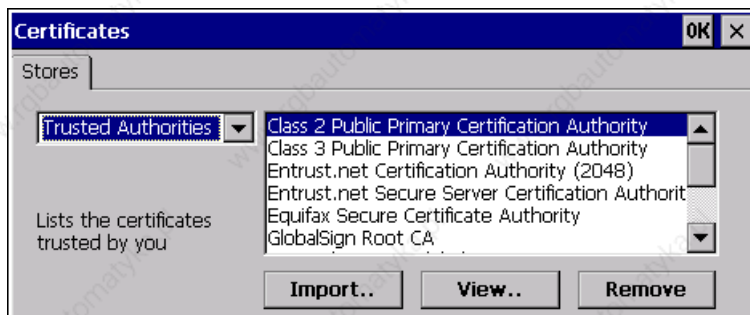 Certificates OK ×
Stores
Trusted Authorities
Class 2 Public Primary Certification Authority
Class 3 Public Primary Certification Authority
Entrust.net Certification Authority (2048)
Entrust.net Secure Server Certification Authorit
Equifax Secure Certificate Authority
GlobalSign Root CA
Lists the certificates
trusted by you
Import.. View.. Remove